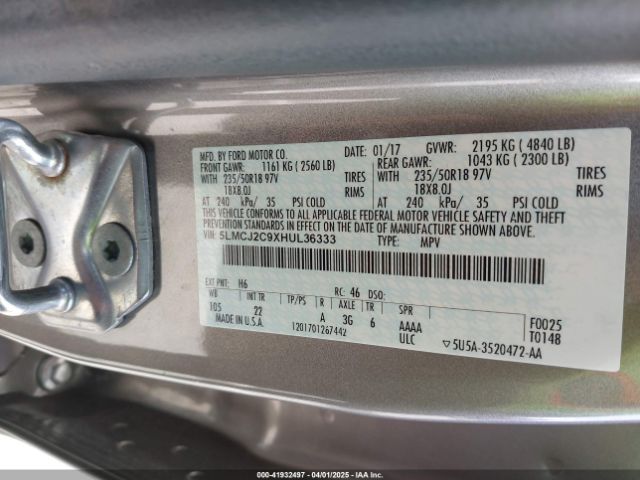 MFD. BY FORD MOTOR CO. DATE: 01/17 GVWR: 2195 KG ( 4840 LB)
FRONT GAWR: 1161 KG ( 2560 LB) REAR GAWR: 1043 KG ( 2300 LB)
WITH 235/50R18 97V TIRES WITH 235/50R18 97V TIRES
18X8.0J RIMS 18X8.0J RIMS
AT 240 kPa/ 35 PSI COLD AT 240 kPa/ 35 PSI COLD
THIS VEHICLE CONFORMS TO ALL APPLICABLE FEDERAL MOTOR VEHICLE SAFETY AND THEFT
PREVENTION STANDARDS IN EFFECT ON THE DATE OF MANUFACTURE SHOWN ABOVE.
VIN: 5LMCJ2C9XHUL36333 TYPE: MPV
EXT PNT: H6 RC: 46 DSO:
WB INT TR TP/PS R AXLE TR SPR
105 22 A 3G 6 AAAA F0025
MADE IN U.S.A. 1201701267442 ULC T0148
▽5U5A-3520472-AA
00-41932497 - 04/01/2025 - IAAI.COM